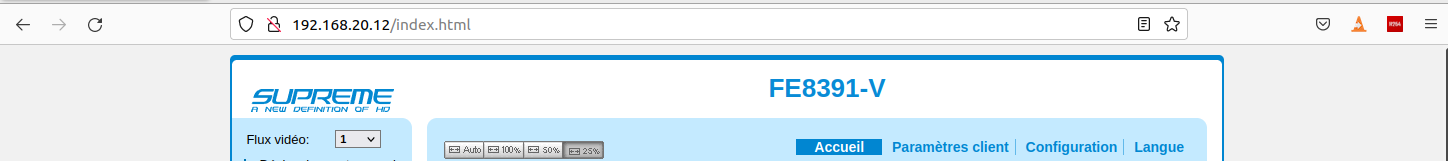 192.168.20.12/index.html
H264
FE8391-V
SUPREME
A NEW DEFINITION OF HD
Flux vidéo: 1
Auto 100% 50% 25%
Accueil Paramètres client Configuration Langue